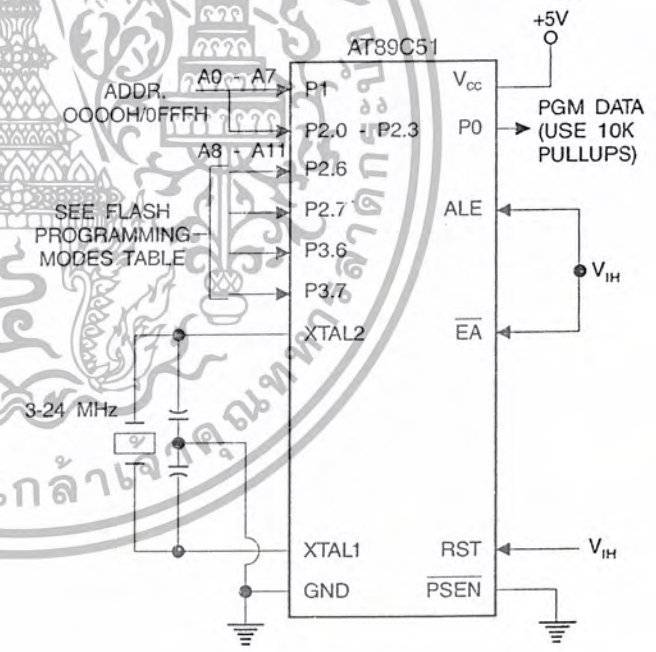 +5V
AT89C51
A0 - A7
ADDR.
OOOOH/0FFFH
P1
Vcc
P2.0 - P2.3
P0
PGM DATA
(USE 10K
PULLUPS)
A8 - A11
P2.6
SEE FLASH
PROGRAMMING
MODES TABLE
P2.7
ALE
P3.6
VIH
P3.7
XTAL2
EA
3-24 MHz
XTAL1
RST
VIH
GND
PSEN